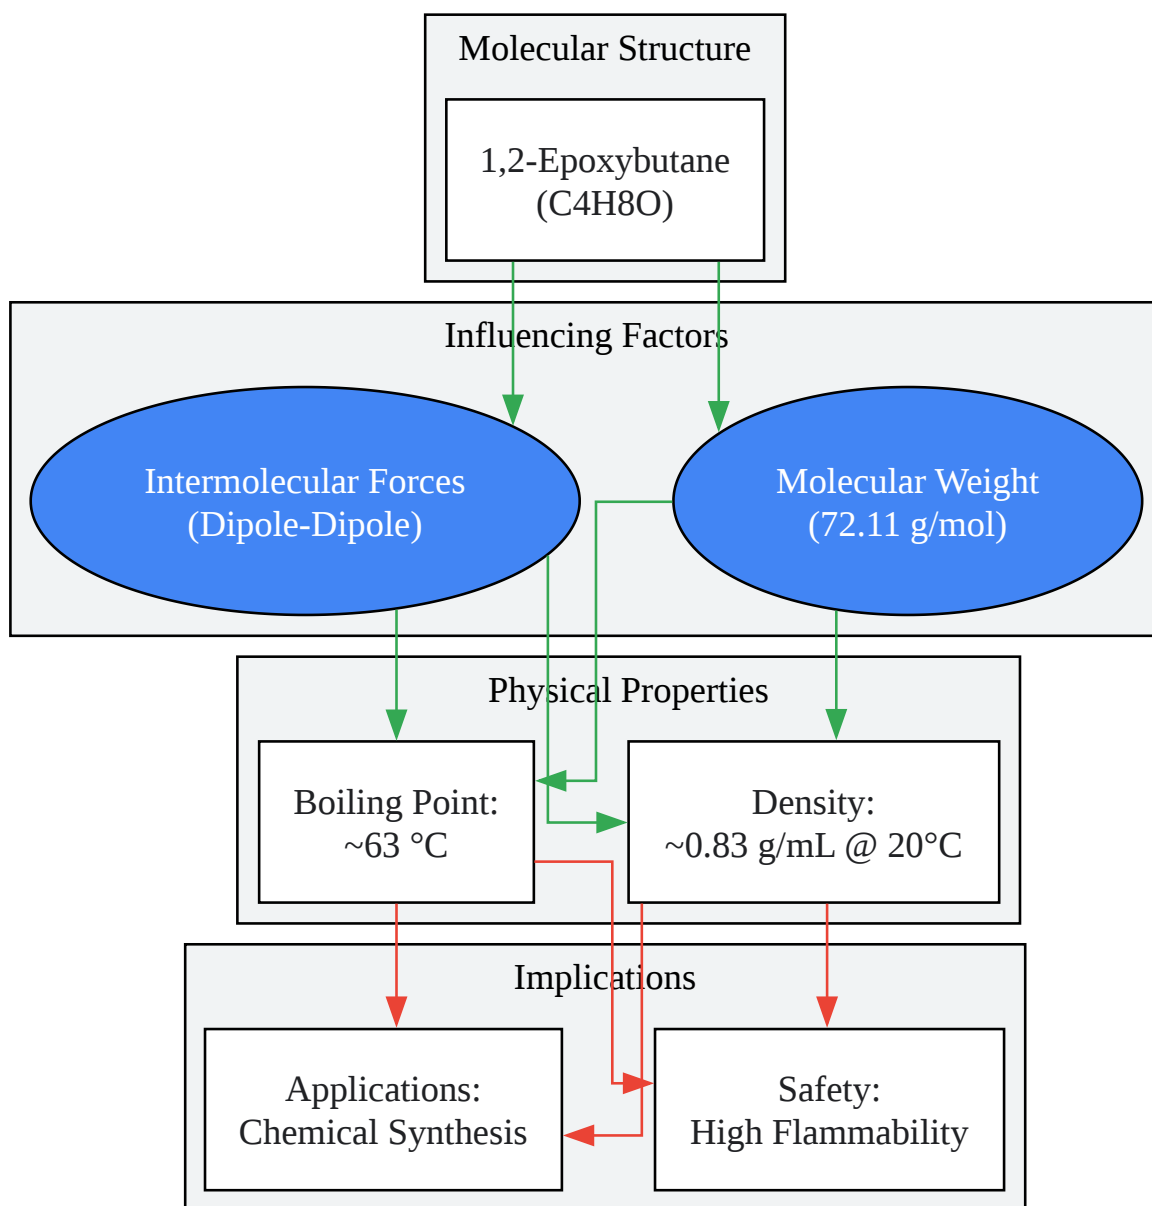 Molecular Structure
1,2-Epoxybutane
(C4H8O)
Influencing Factors
Intermolecular Forces
(Dipole-Dipole)
Molecular Weight
(72.11 g/mol)
Physical Properties
Boiling Point:
~63 °C
Density:
~0.83 g/mL @ 20°C
Implications
Applications:
Chemical Synthesis
Safety:
High Flammability